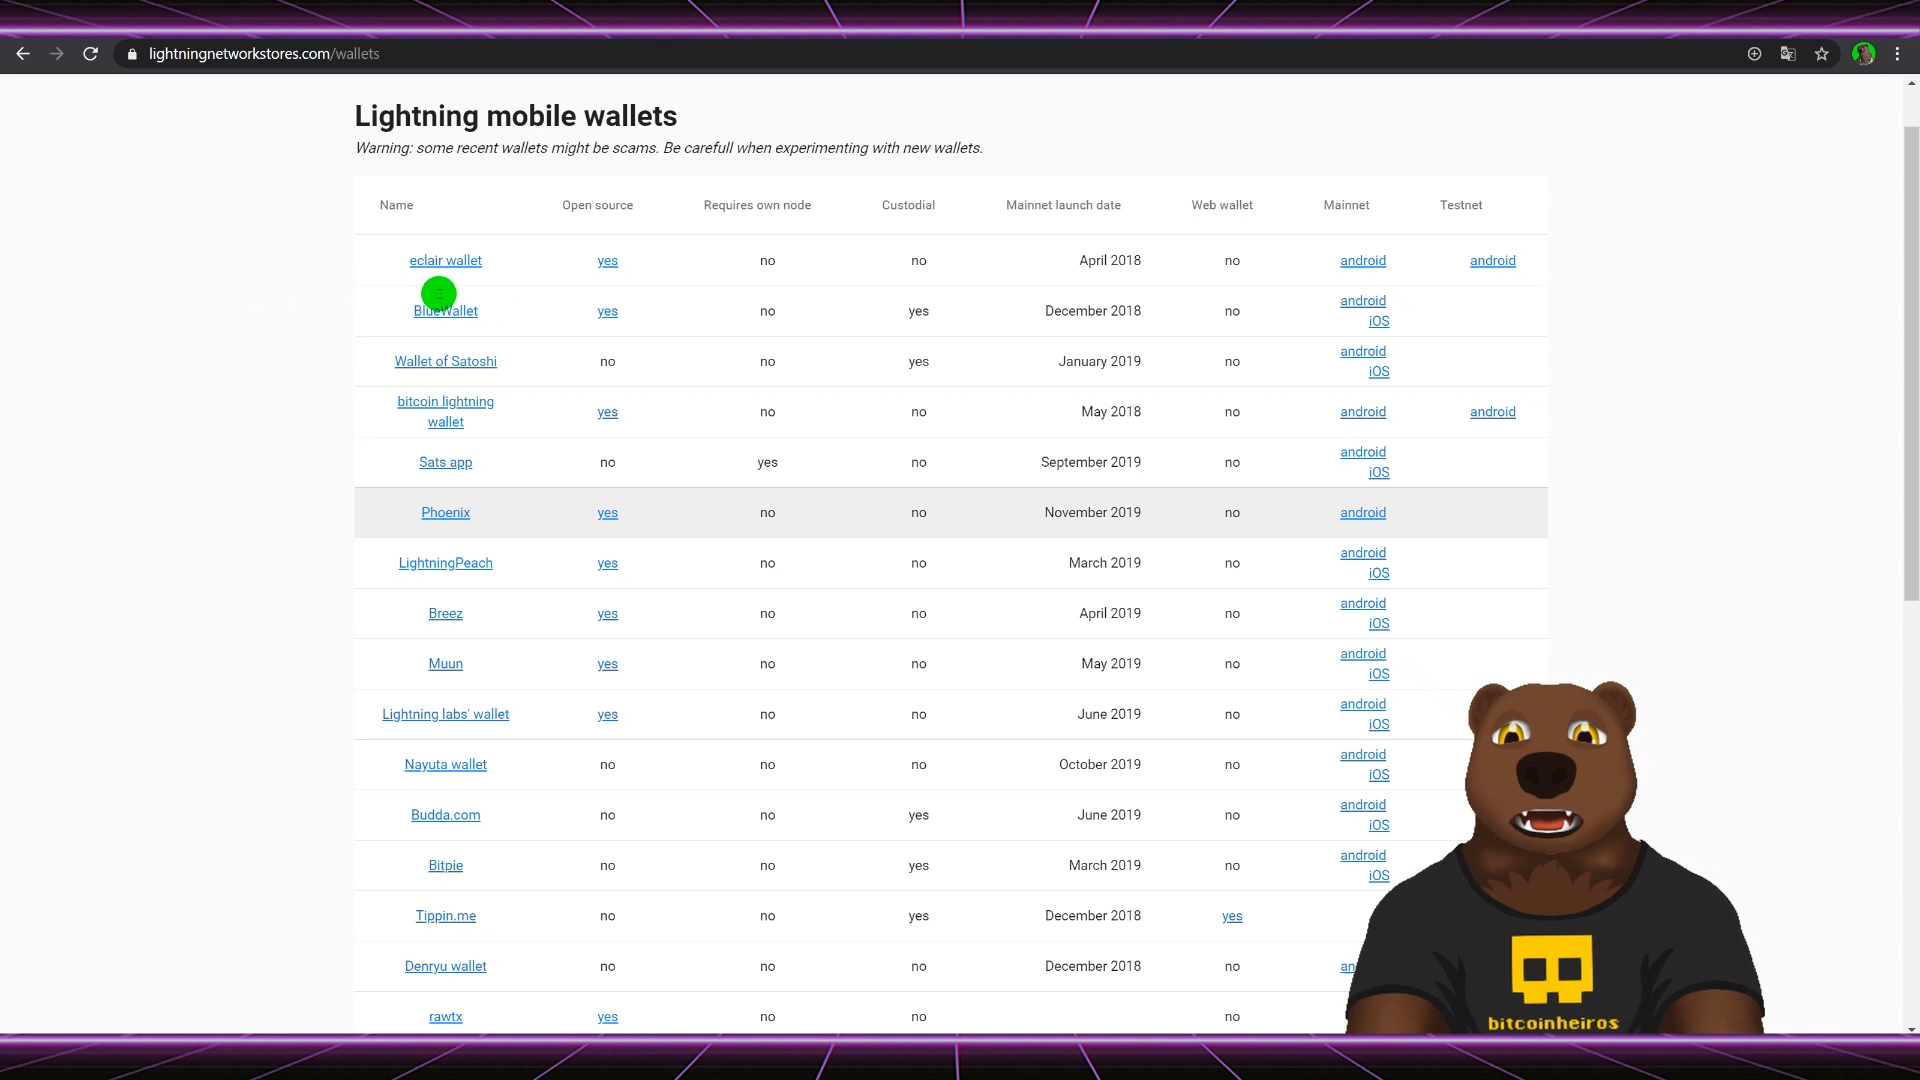 lightningnetworkstores.com/wallets
Lightning mobile wallets
Warning: some recent wallets might be scams. Be carefull when experimenting with new wallets.
Name Open source Requires own node Custodial Mainnet launch date Web wallet Mainnet Testnet
eclair wallet yes no no April 2018 no android android
BlueWallet yes no yes December 2018 no android
iOS
Wallet of Satoshi no no yes January 2019 no android
iOS
bitcoin lightning
wallet yes no no May 2018 no android android
Sats app no yes no September 2019 no android
iOS
Phoenix yes no no November 2019 no android
LightningPeach yes no no March 2019 no android
iOS
Breez yes no no April 2019 no android
iOS
Muun yes no no May 2019 no android
iOS
Lightning labs' wallet yes no no June 2019 no android
iOS
Nayuta wallet no no no October 2019 no android
iOS
Budda.com no no yes June 2019 no android
iOS
Bitpie no no yes March 2019 no android
iOS
Tippin.me no no yes December 2018 yes
Denryu wallet no no no December 2018 no
rawtx yes no no no
bitcoinheiros